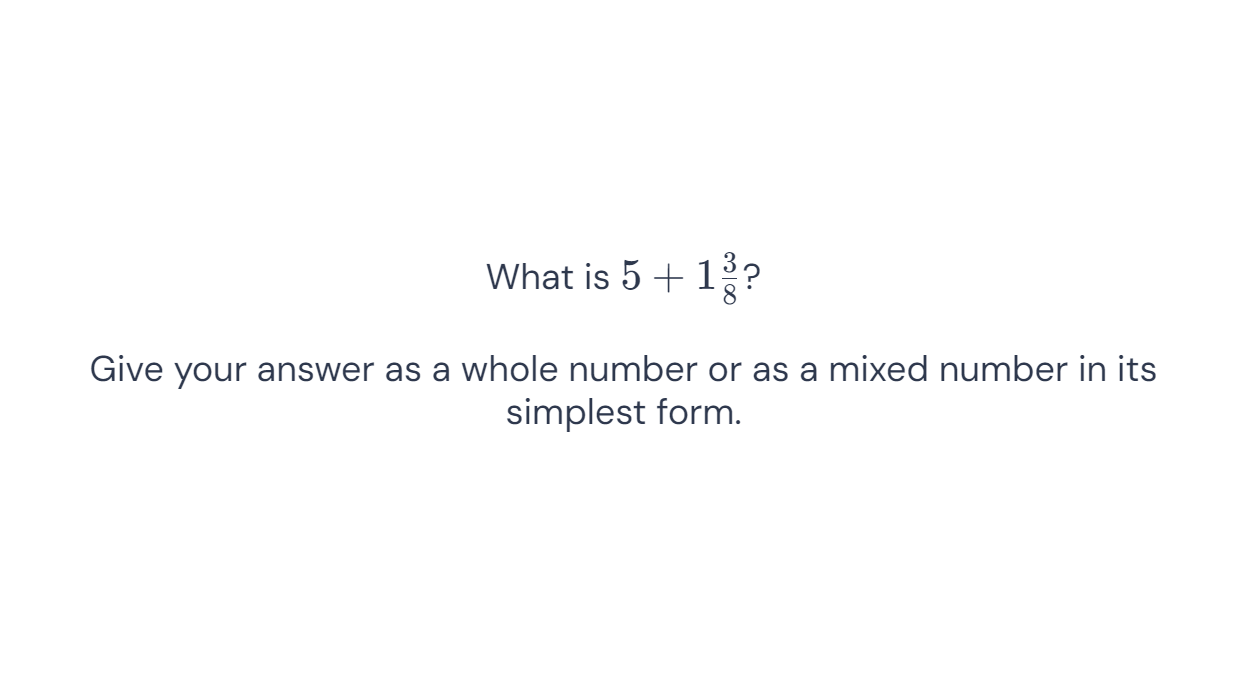 What is $5 + 1\frac{3}{8}$?
Give your answer as a whole number or as a mixed number in its
simplest form.